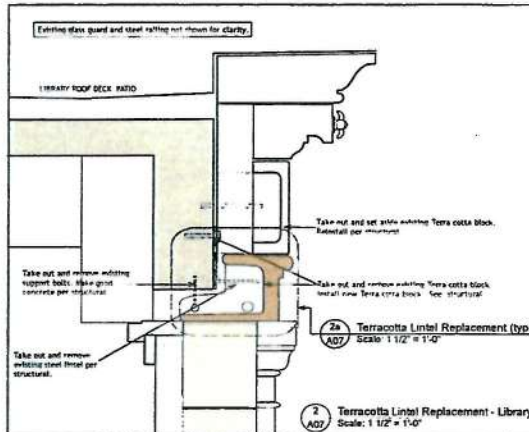 Existing glass guard and steel railing not shown for clarity.
LIBRARY ROOF DECK PATIO
Take out and set aside existing Terra cotta block.
Reinstall per structural
Take out and remove existing
support bolts. Make good
concrete per structural.
Take out and remove existing Terra cotta block.
Install new Terra cotta block. See structural
Take out and remove
existing steel lintel per
structural.
2a
A07
Terracotta Lintel Replacement (typ
Scale: 1 1/2" = 1'-0"
2
A07
Terracotta Lintel Replacement - Library
Scale: 1 1/2" = 1'-0"